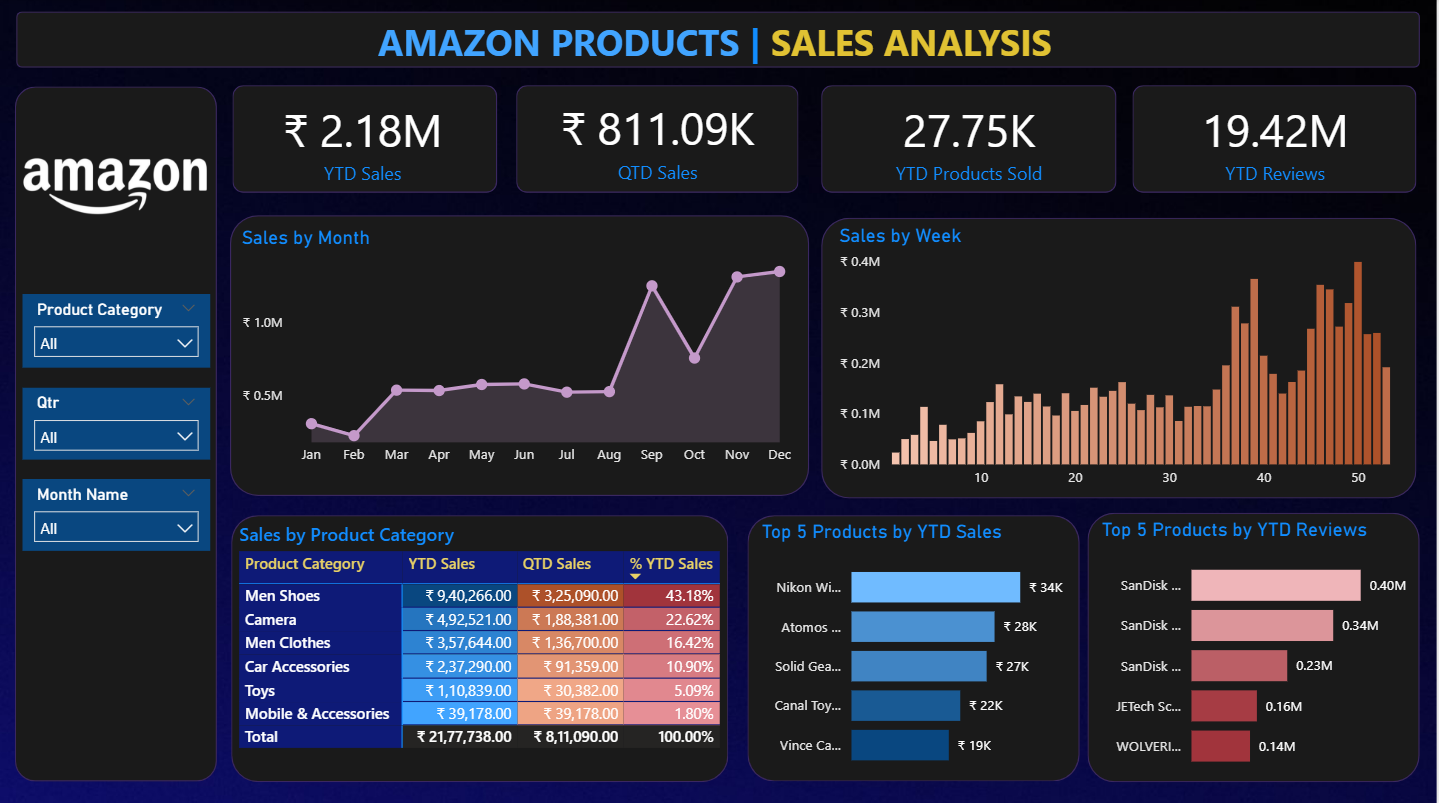 AMAZON PRODUCTS | SALES ANALYSIS
amazon
Product Category
All
Qtr
All
Month Name
All
₹ 2.18M
YTD Sales
₹ 811.09K
QTD Sales
27.75K
YTD Products Sold
19.42M
YTD Reviews
Sales by Month
₹ 1.0M
₹ 0.5M
Jan Feb Mar Apr May Jun Jul Aug Sep Oct Nov Dec
Sales by Week
₹ 0.4M
₹ 0.3M
₹ 0.2M
₹ 0.1M
₹ 0.0M
10 20 30 40 50
Sales by Product Category
Product Category YTD Sales QTD Sales % YTD Sales
Men Shoes ₹ 9,40,266.00 ₹ 3,25,090.00 43.18%
Camera ₹ 4,92,521.00 ₹ 1,88,381.00 22.62%
Men Clothes ₹ 3,57,644.00 ₹ 1,36,700.00 16.42%
Car Accessories ₹ 2,37,290.00 ₹ 91,359.00 10.90%
Toys ₹ 1,10,839.00 ₹ 30,382.00 5.09%
Mobile & Accessories ₹ 39,178.00 ₹ 39,178.00 1.80%
Total ₹ 21,77,738.00 ₹ 8,11,090.00 100.00%
Top 5 Products by YTD Sales
Nikon Wi... ₹ 34K
Atomos ... ₹ 28K
Solid Gea... ₹ 27K
Canal Toy... ₹ 22K
Vince Ca... ₹ 19K
Top 5 Products by YTD Reviews
SanDisk ... 0.40M
SanDisk ... 0.34M
SanDisk ... 0.23M
JETech Sc... 0.16M
WOLVERI... 0.14M